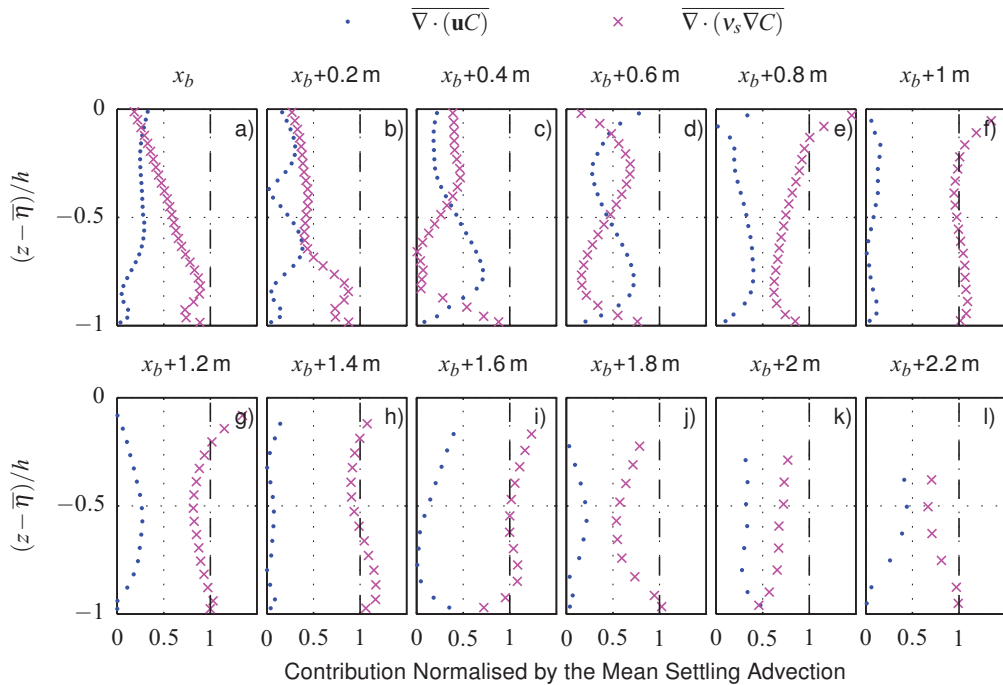 ∇ · (uC) ∇ · (νₛ∇C)
x_b x_b+0.2 m x_b+0.4 m x_b+0.6 m x_b+0.8 m x_b+1 m
0
−0.5
−1
(z − η̅)/h
a) b) c) d) e) f)
x_b+1.2 m x_b+1.4 m x_b+1.6 m x_b+1.8 m x_b+2 m x_b+2.2 m
0
−0.5
−1
(z − η̅)/h
g) h) i) j) k) l)
0 0.5 1 0 0.5 1 0 0.5 1 0 0.5 1 0 0.5 1 0 0.5 1
Contribution Normalised by the Mean Settling Advection